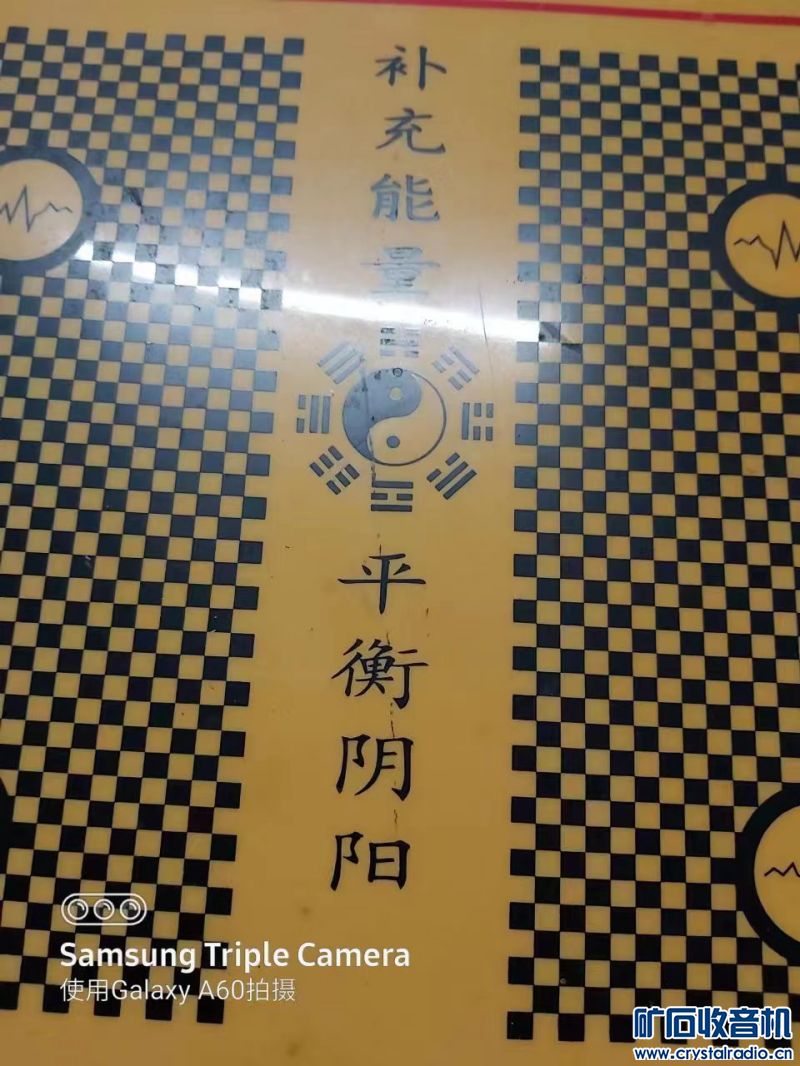 补充能量
平衡阴阳
Samsung Triple Camera
使用Galaxy A60拍摄
矿石收音机
www.crystalradio.cn